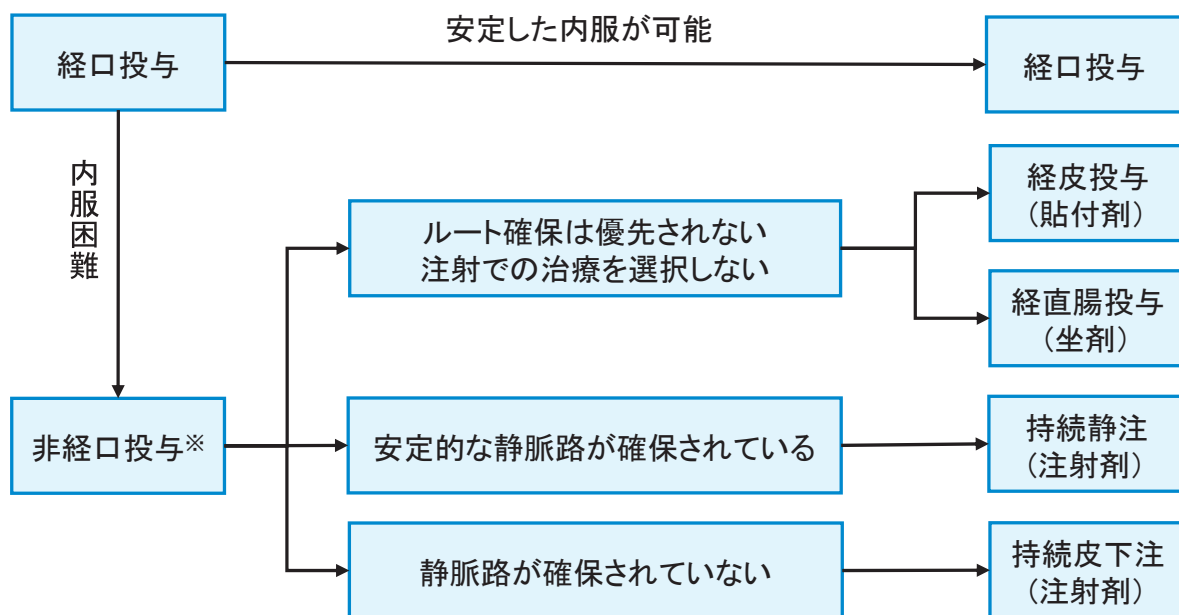 安定した内服が可能
経口投与
経口投与
内服困難
経皮投与
（貼付剤）
ルート確保は優先されない
注射での治療を選択しない
経直腸投与
（坐剤）
非経口投与※
安定的な静脈路が確保されている
持続静注
（注射剤）
静脈路が確保されていない
持続皮下注
（注射剤）